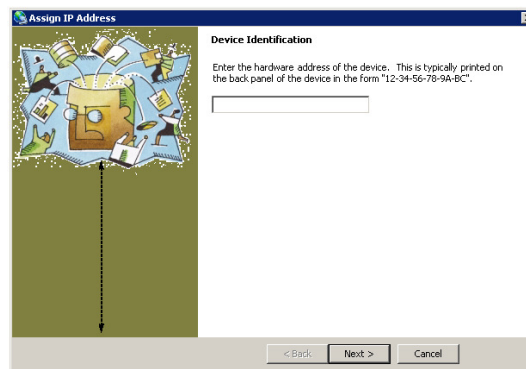 Assign IP Address
Device Identification
Enter the hardware address of the device. This is typically printed on
the back panel of the device in the form "12-34-56-78-9A-BC".
< Back
Next >
Cancel